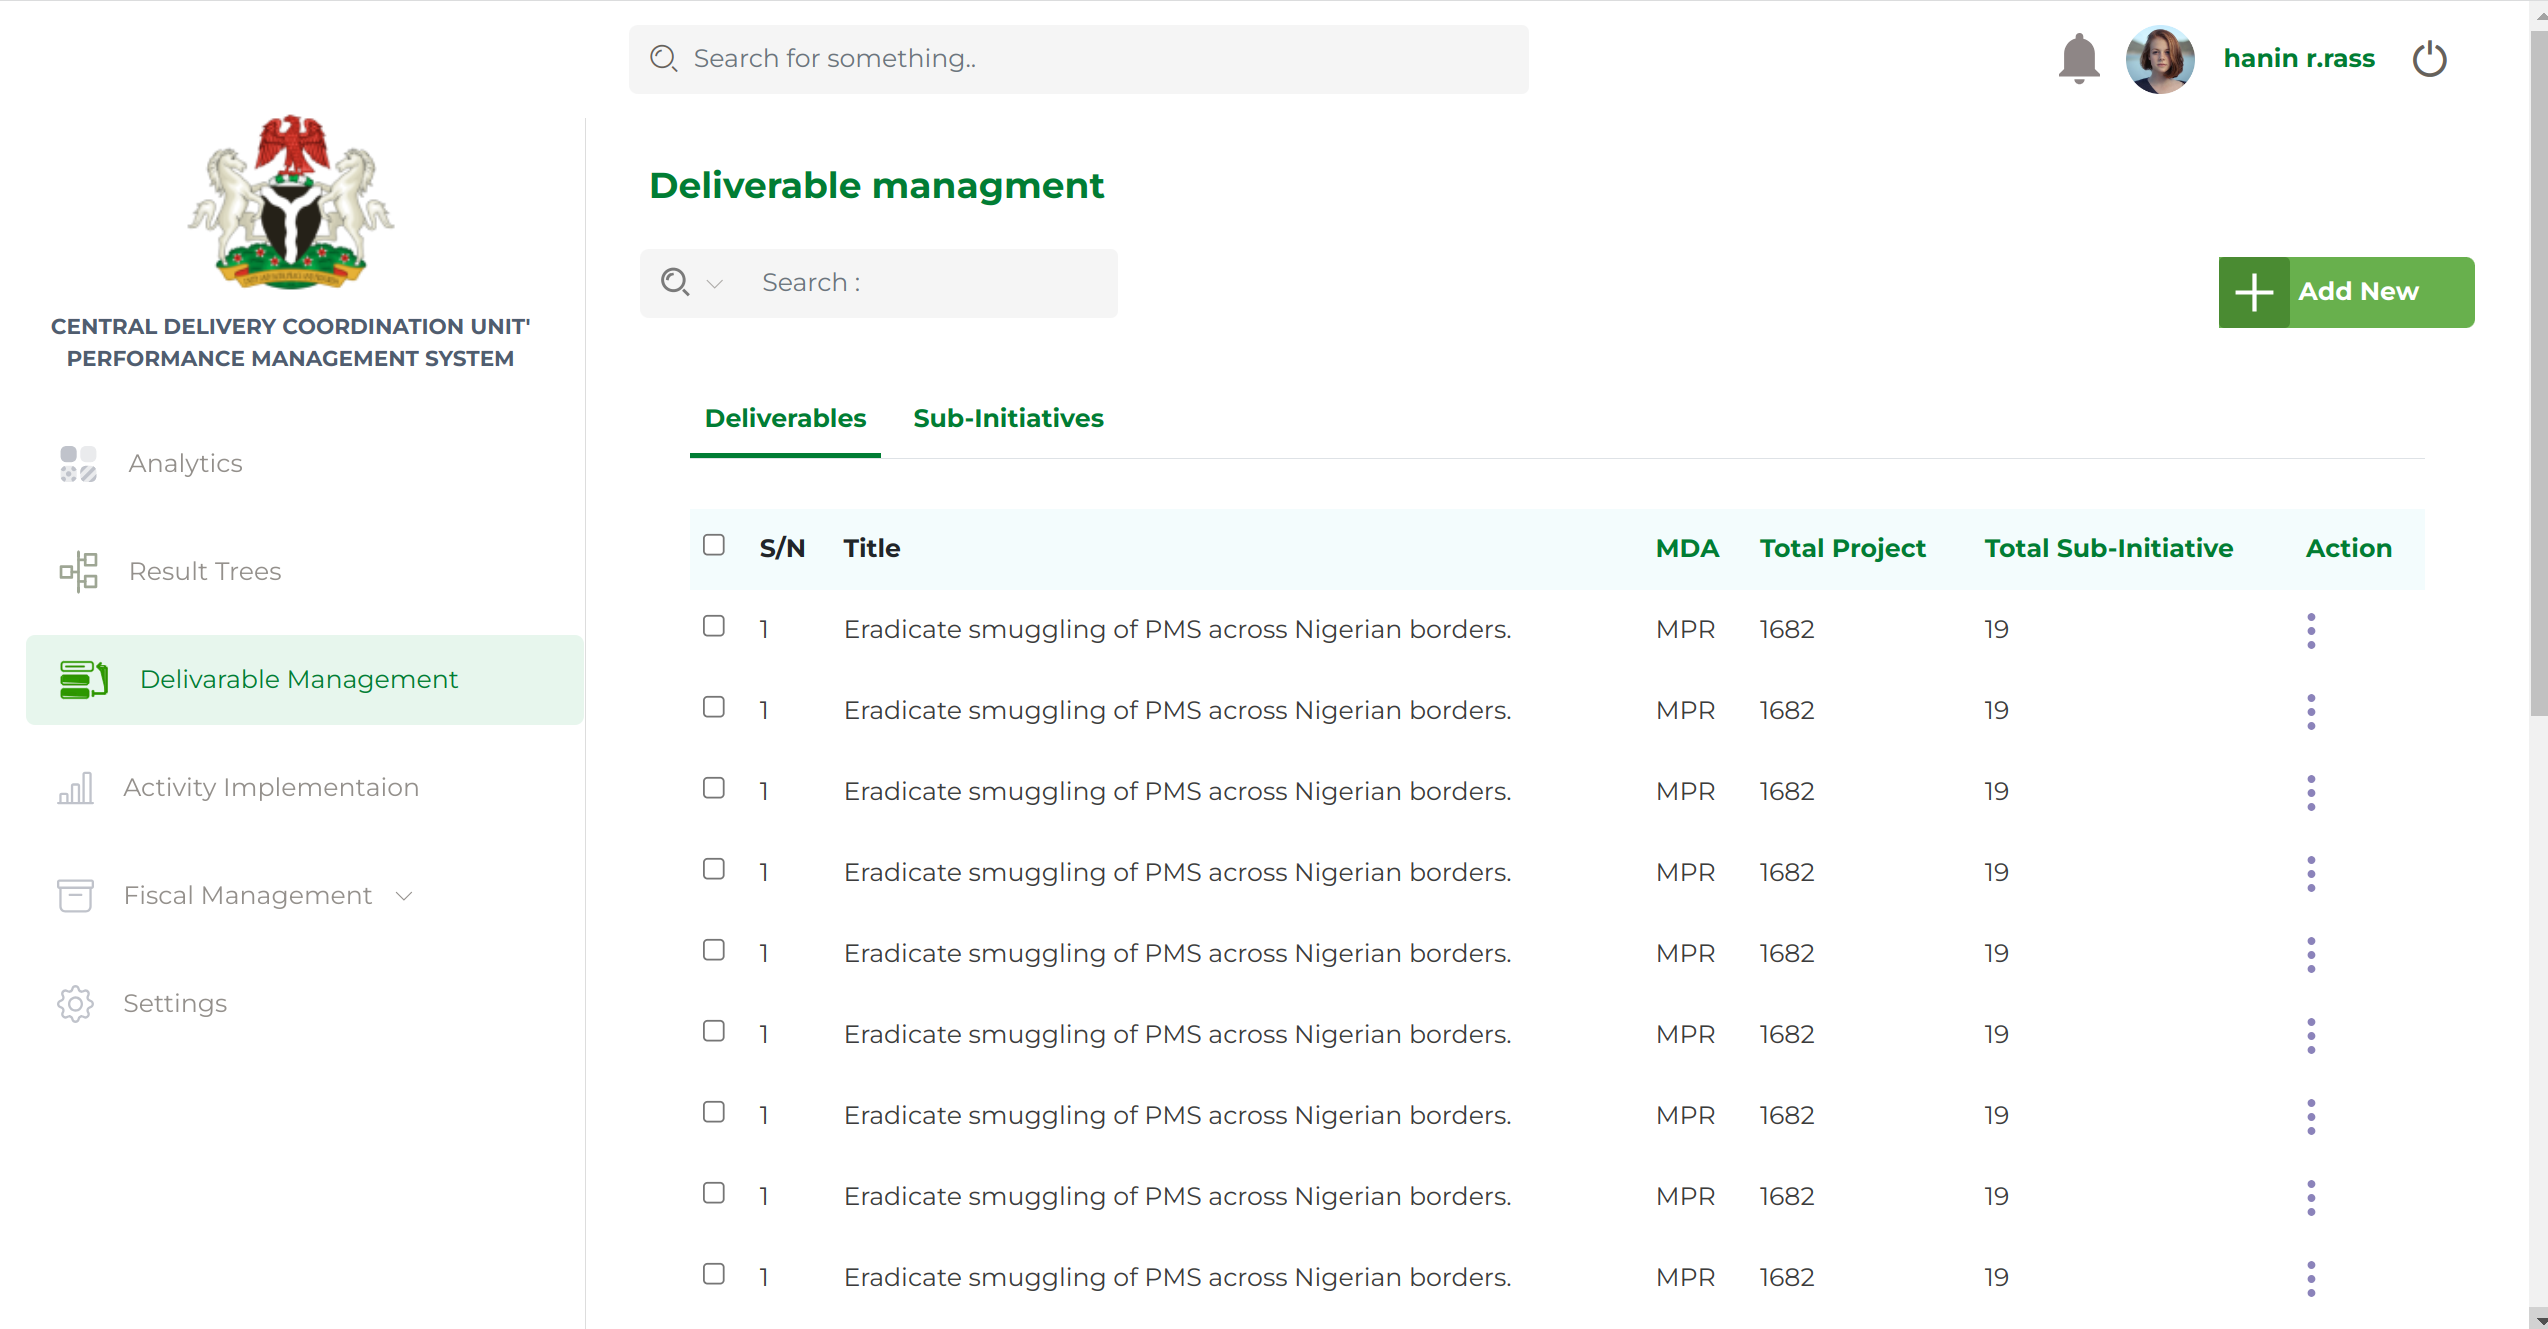 Search for something..
hanin r.rass
CENTRAL DELIVERY COORDINATION UNIT'
PERFORMANCE MANAGEMENT SYSTEM
Analytics
Result Trees
Delivarable Management
Activity Implementaion
Fiscal Management
Settings
Deliverable managment
Search :
Add New
Deliverables Sub-Initiatives
S/N Title MDA Total Project Total Sub-Initiative Action
1 Eradicate smuggling of PMS across Nigerian borders. MPR 1682 19
1 Eradicate smuggling of PMS across Nigerian borders. MPR 1682 19
1 Eradicate smuggling of PMS across Nigerian borders. MPR 1682 19
1 Eradicate smuggling of PMS across Nigerian borders. MPR 1682 19
1 Eradicate smuggling of PMS across Nigerian borders. MPR 1682 19
1 Eradicate smuggling of PMS across Nigerian borders. MPR 1682 19
1 Eradicate smuggling of PMS across Nigerian borders. MPR 1682 19
1 Eradicate smuggling of PMS across Nigerian borders. MPR 1682 19
1 Eradicate smuggling of PMS across Nigerian borders. MPR 1682 19